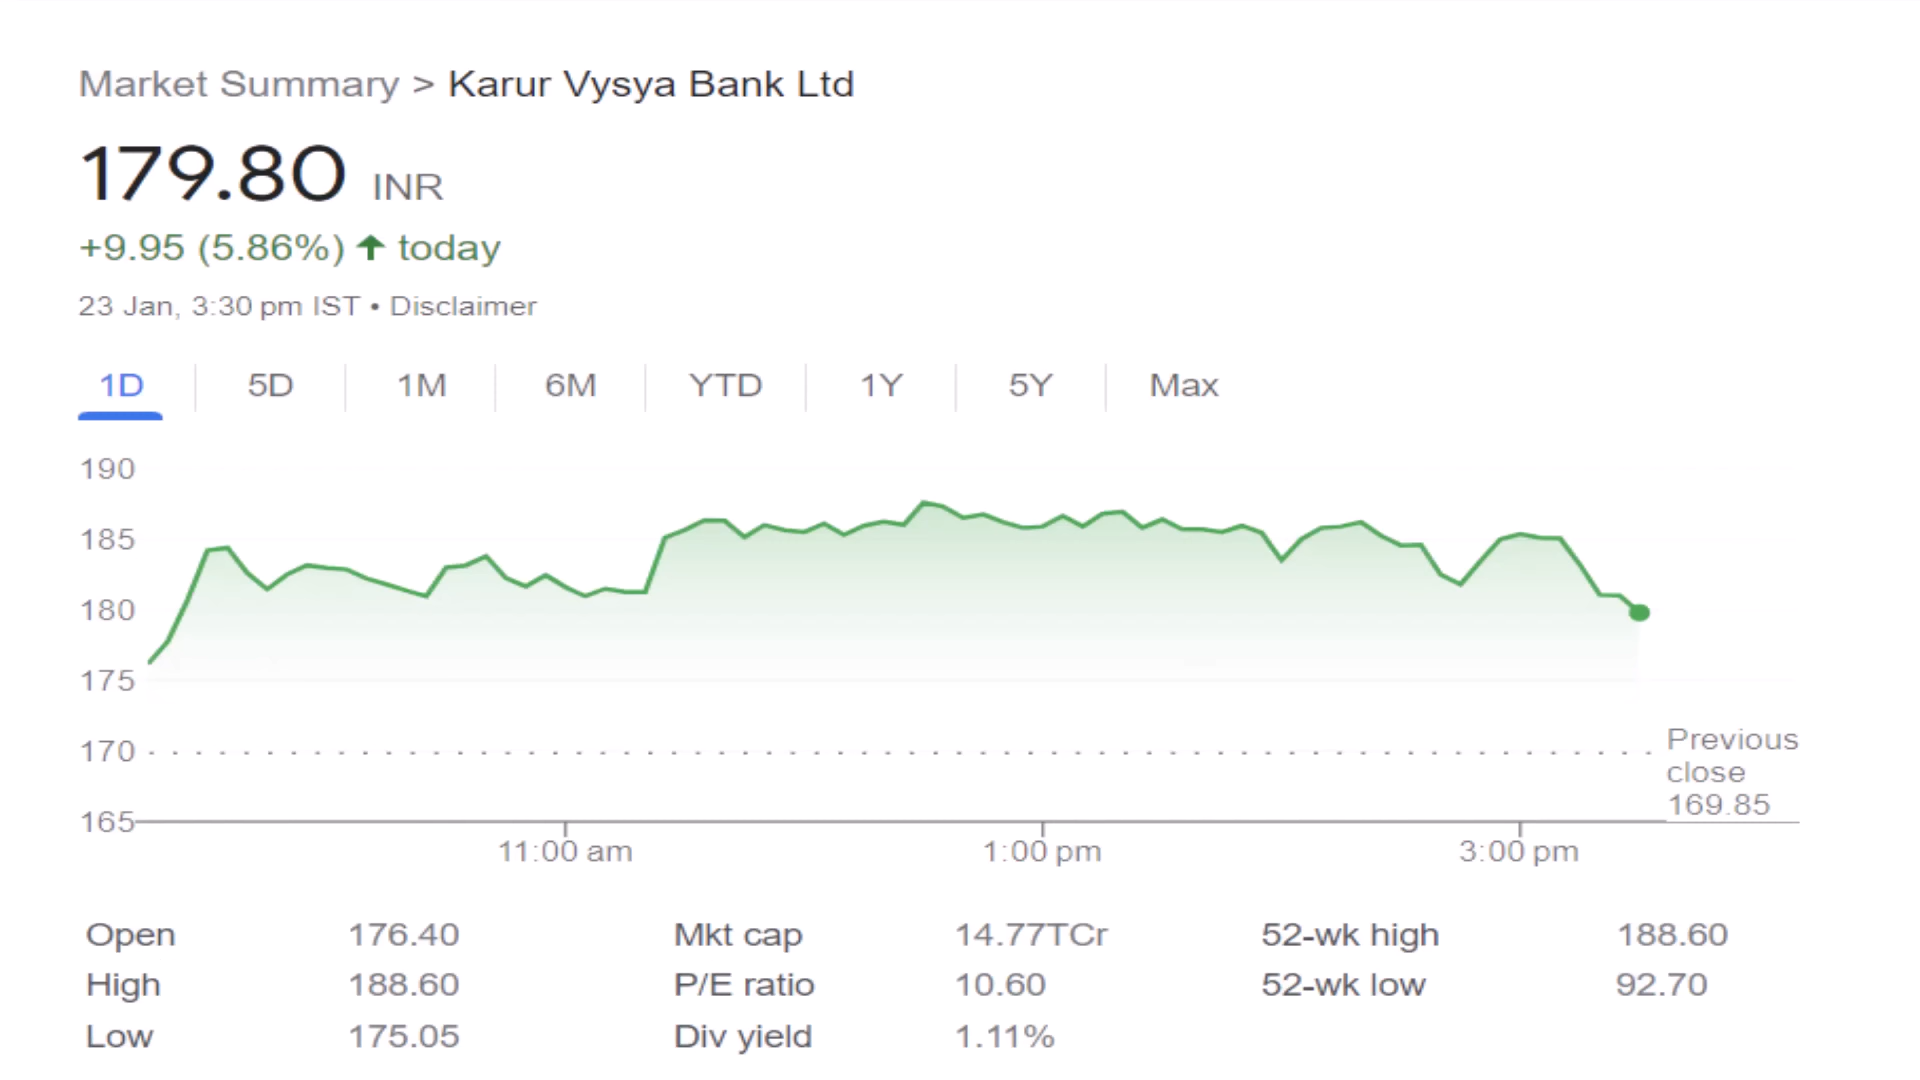 Market Summary > Karur Vysya Bank Ltd
179.80 INR
+9.95 (5.86%) ↑ today
23 Jan, 3:30 pm IST • Disclaimer
1D 5D 1M 6M YTD 1Y 5Y Max
190
185
180
175
170
165
Previous
close
169.85
11:00 am 1:00 pm 3:00 pm
Open 176.40 Mkt cap 14.77TCr 52-wk high 188.60
High 188.60 P/E ratio 10.60 52-wk low 92.70
Low 175.05 Div yield 1.11%